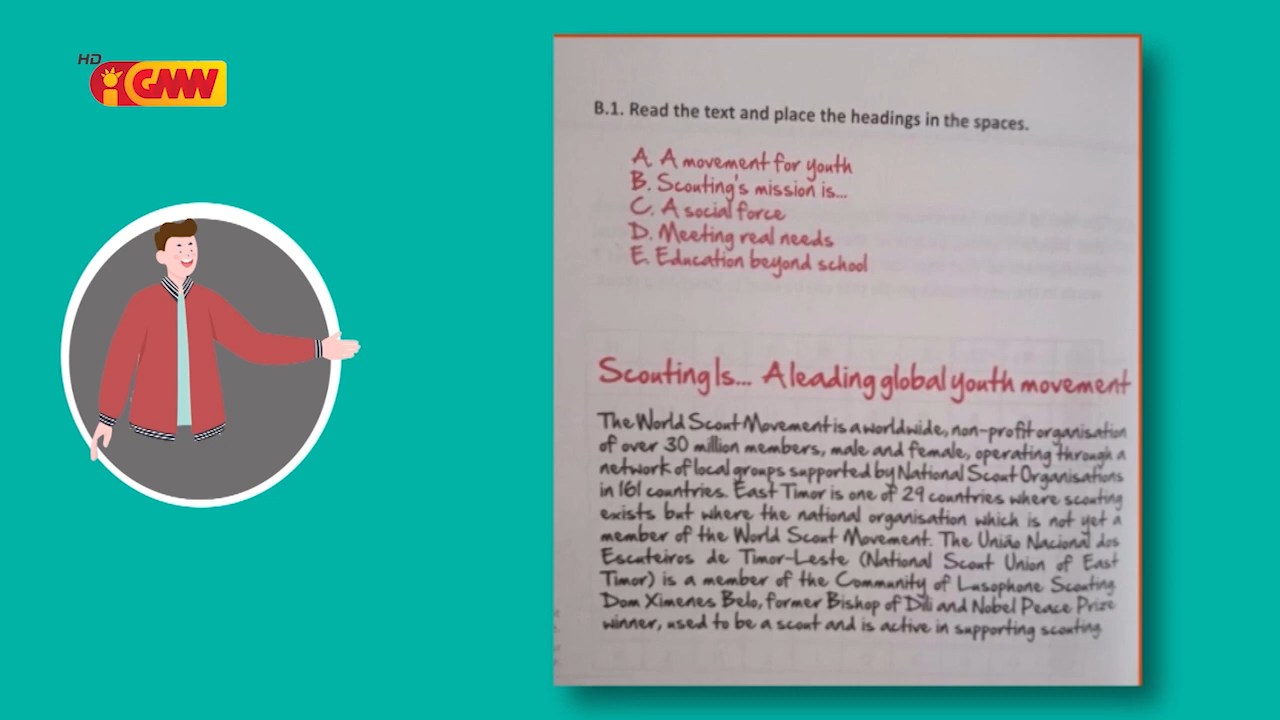 HD
GMW
B.1. Read the text and place the headings in the spaces.
A. A movement for youth
B. Scouting's mission is...
C. A social force
D. Meeting real needs
E. Education beyond school
Scouting Is... A leading global youth movement
The World Scout Movement is a worldwide, non-profit organisation
of over 30 million members, male and female, operating through a
network of local groups supported by National Scout Organisations
in 161 countries. East Timor is one of 29 countries where scouting
exists but where the national organisation which is not yet a
member of the World Scout Movement. The União Nacional dos
Escuteiros de Timor-Leste (National Scout Union of East
Timor) is a member of the Community of Lusophone Scouting.
Dom Ximenes Belo, former Bishop of Dili and Nobel Peace Prize
winner, used to be a scout and is active in supporting scouting.